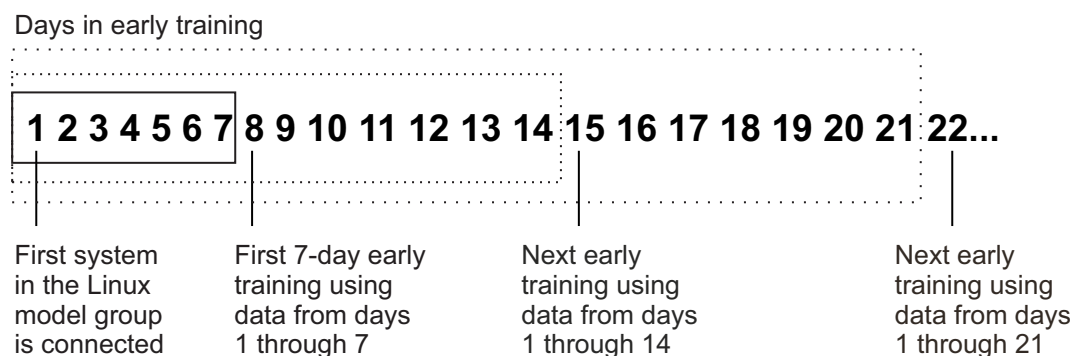 Days in early training
1 2 3 4 5 6 7 8 9 10 11 12 13 14 15 16 17 18 19 20 21 22...
First system
in the Linux
model group
is connected
First 7-day early
training using
data from days
1 through 7
Next early
training using
data from days
1 through 14
Next early
training using
data from days
1 through 21